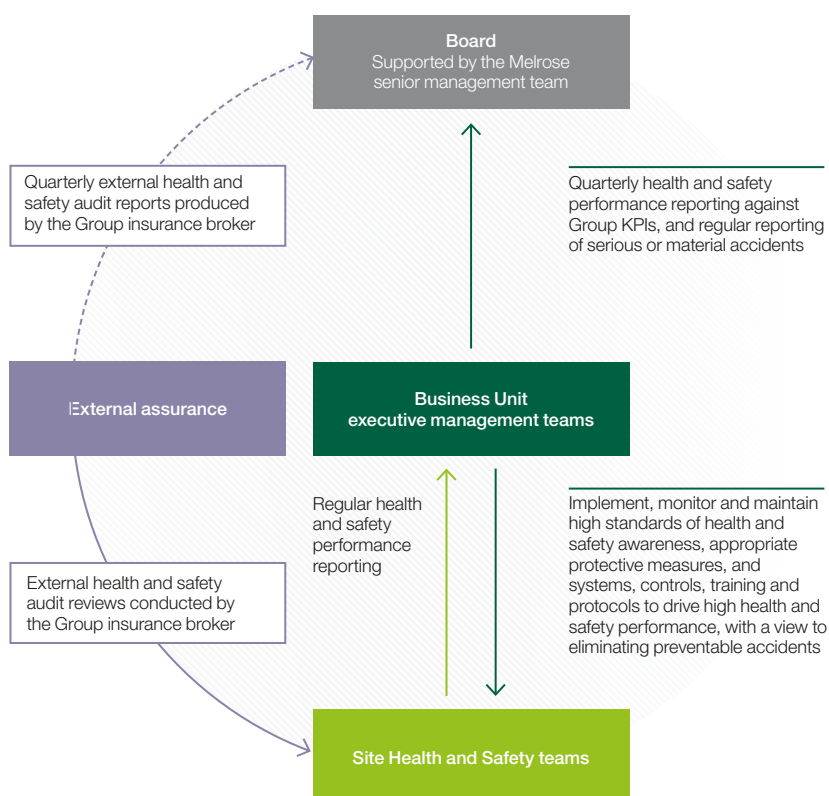 Board
Supported by the Melrose
senior management team
Quarterly external health and
safety audit reports produced
by the Group insurance broker
Quarterly health and safety
performance reporting against
Group KPIs, and regular reporting
of serious or material accidents
External assurance
Business Unit
executive management teams
Regular health
and safety
performance
reporting
Implement, monitor and maintain
high standards of health and
safety awareness, appropriate
protective measures, and
systems, controls, training and
protocols to drive high health and
safety performance, with a view to
eliminating preventable accidents
External health and safety
audit reviews conducted by
the Group insurance broker
Site Health and Safety teams